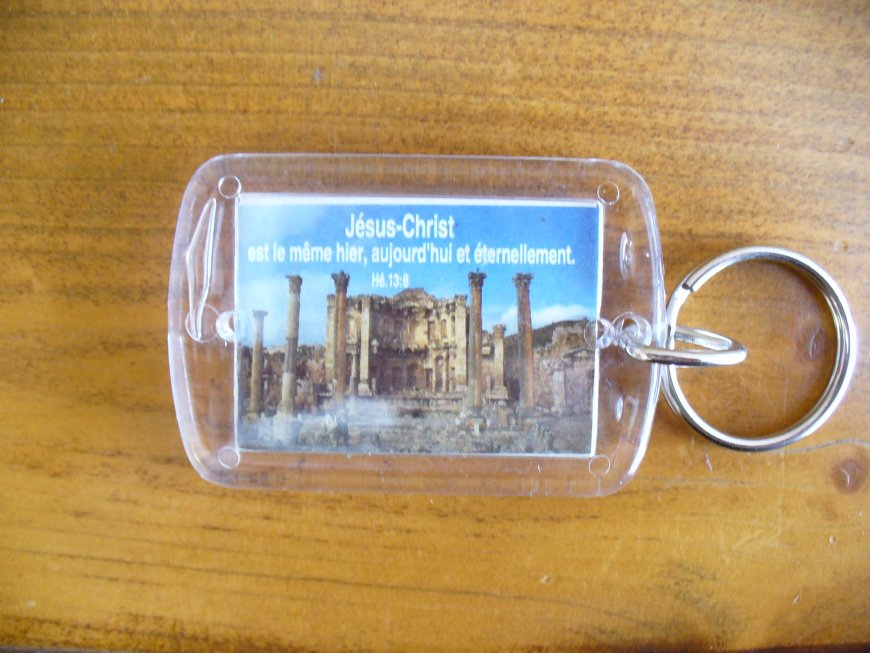 Jésus-Christ
est le même hier, aujourd'hui et éternellement.
Hé.13:8